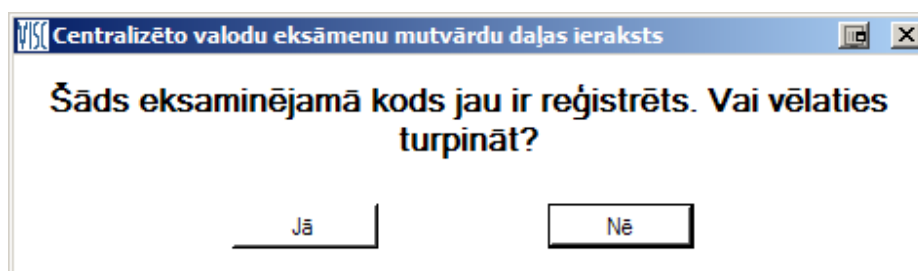 VISC Centralizēto valodu eksāmenu mutvārdu daļas ieraksts
Šāds eksaminējamā kods jau ir reģistrēts. Vai vēlaties
turpināt?
Jā Nē